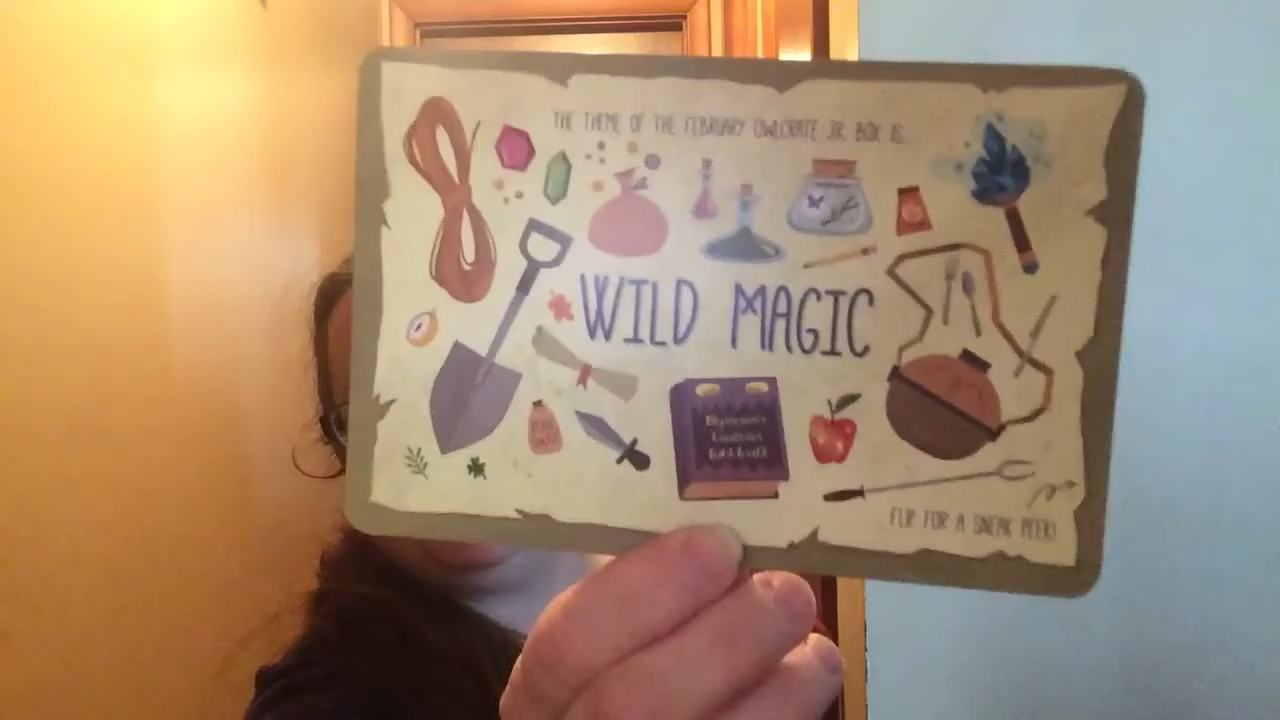 THE THEME OF THE FEBRUARY OWLCRATE JR. BOX IS...
WILD MAGIC
FLIP FOR A SNEAK PEEK!